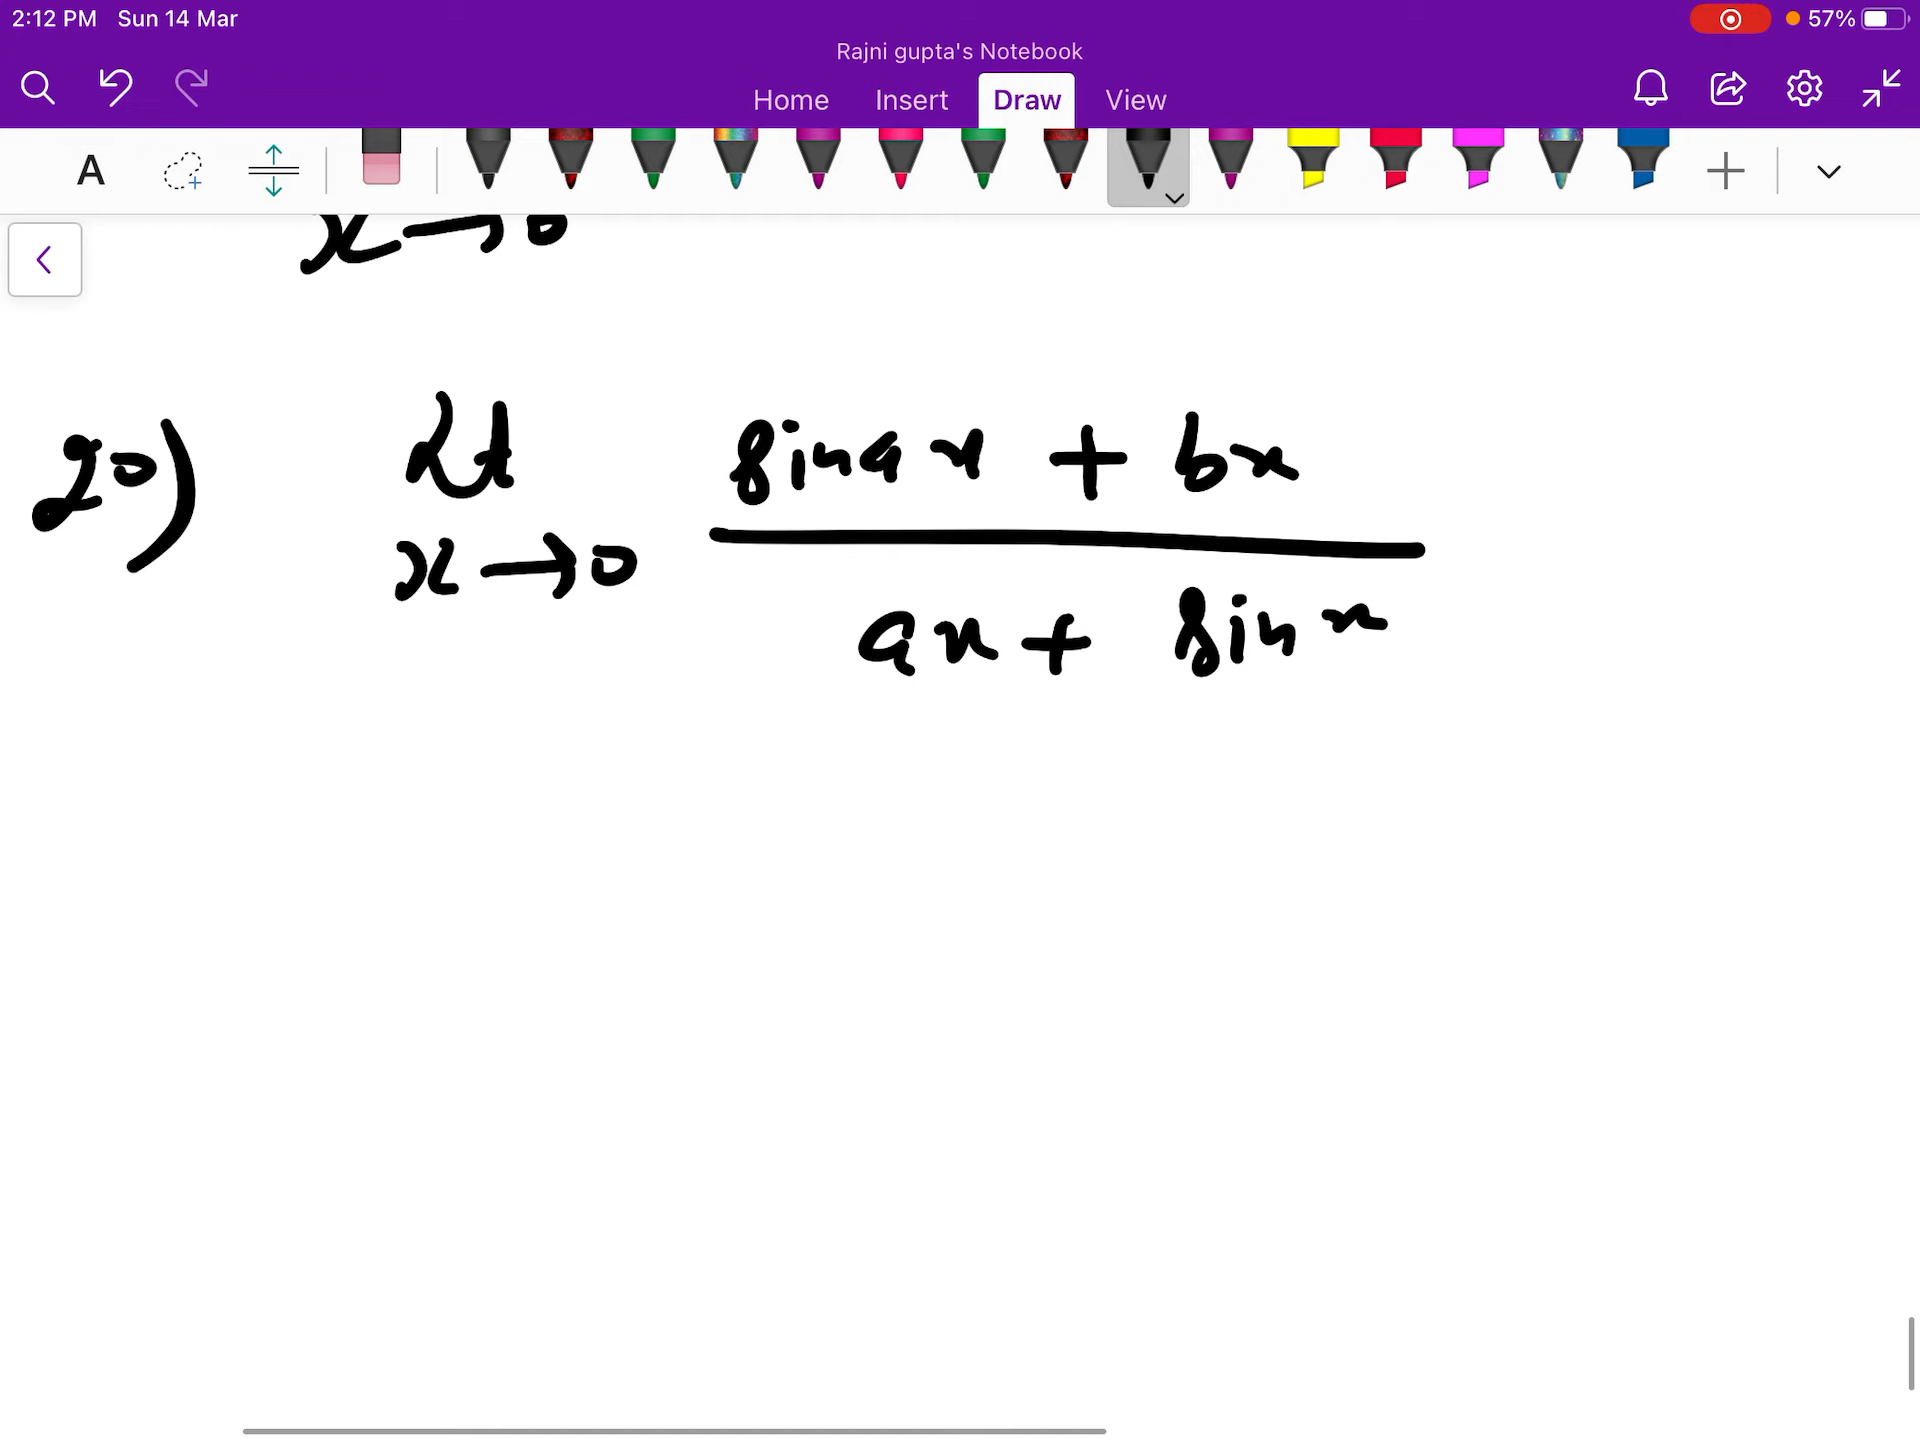 2:12 PM Sun 14 Mar
57%
Rajni gupta's Notebook
Home Insert Draw View
A
x→0
20) Lt sin ax + bx
x→0 ax + sin x